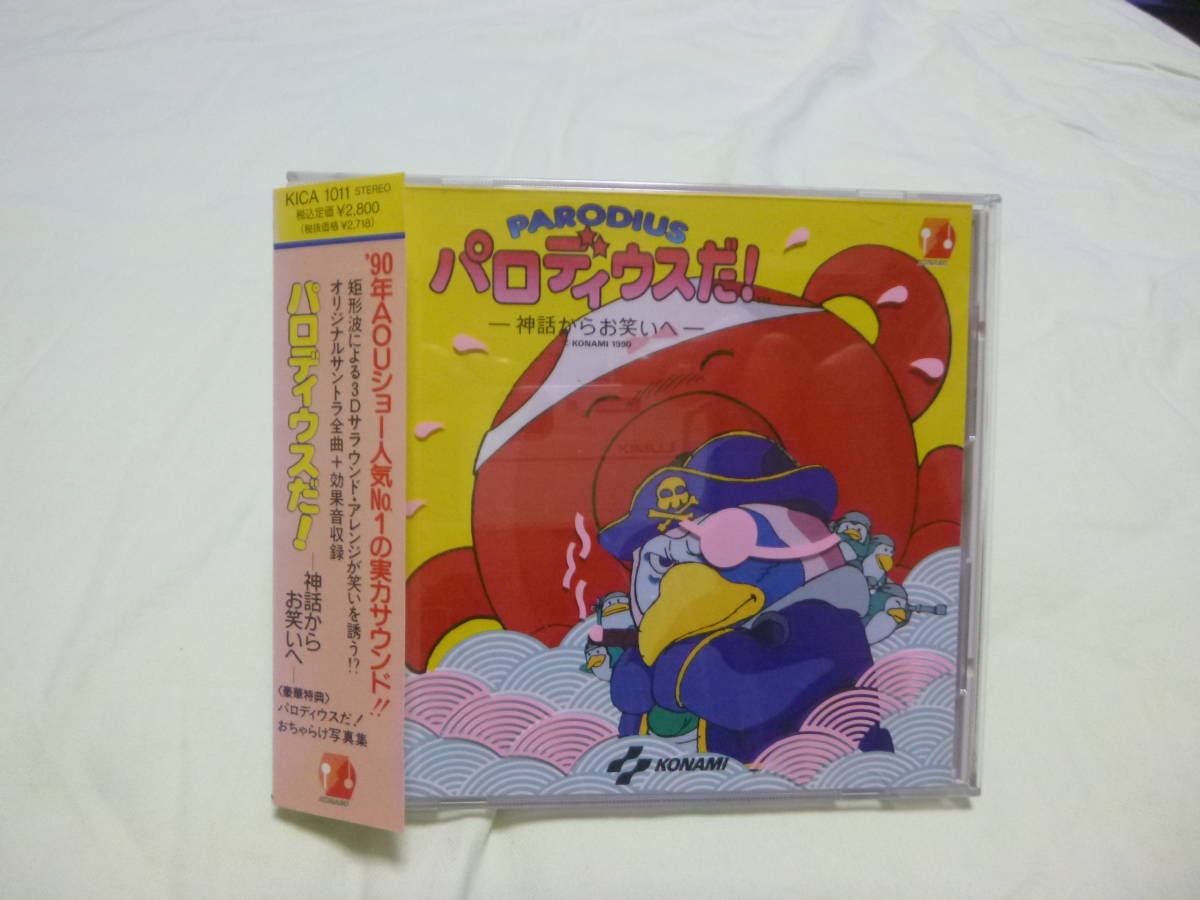 KICA 1011 STEREO
税込定価 ¥2,800
(税抜価格 ¥2,718)
'90年AOUショー人気No.1の実力サウンド!!
矩形波による3Dサラウンド・アレンジが笑いを誘う!?
オリジナルサントラ全曲+効果音収録
パロディウスだ!
―神話から
お笑いへ―
〈豪華特典〉
パロディウスだ!
おちゃらけ写真集
KONAMI
PARODIUS
パロディウスだ!
TM
―神話からお笑いへ―
© KONAMI 1990
KONAMI
KONAMI